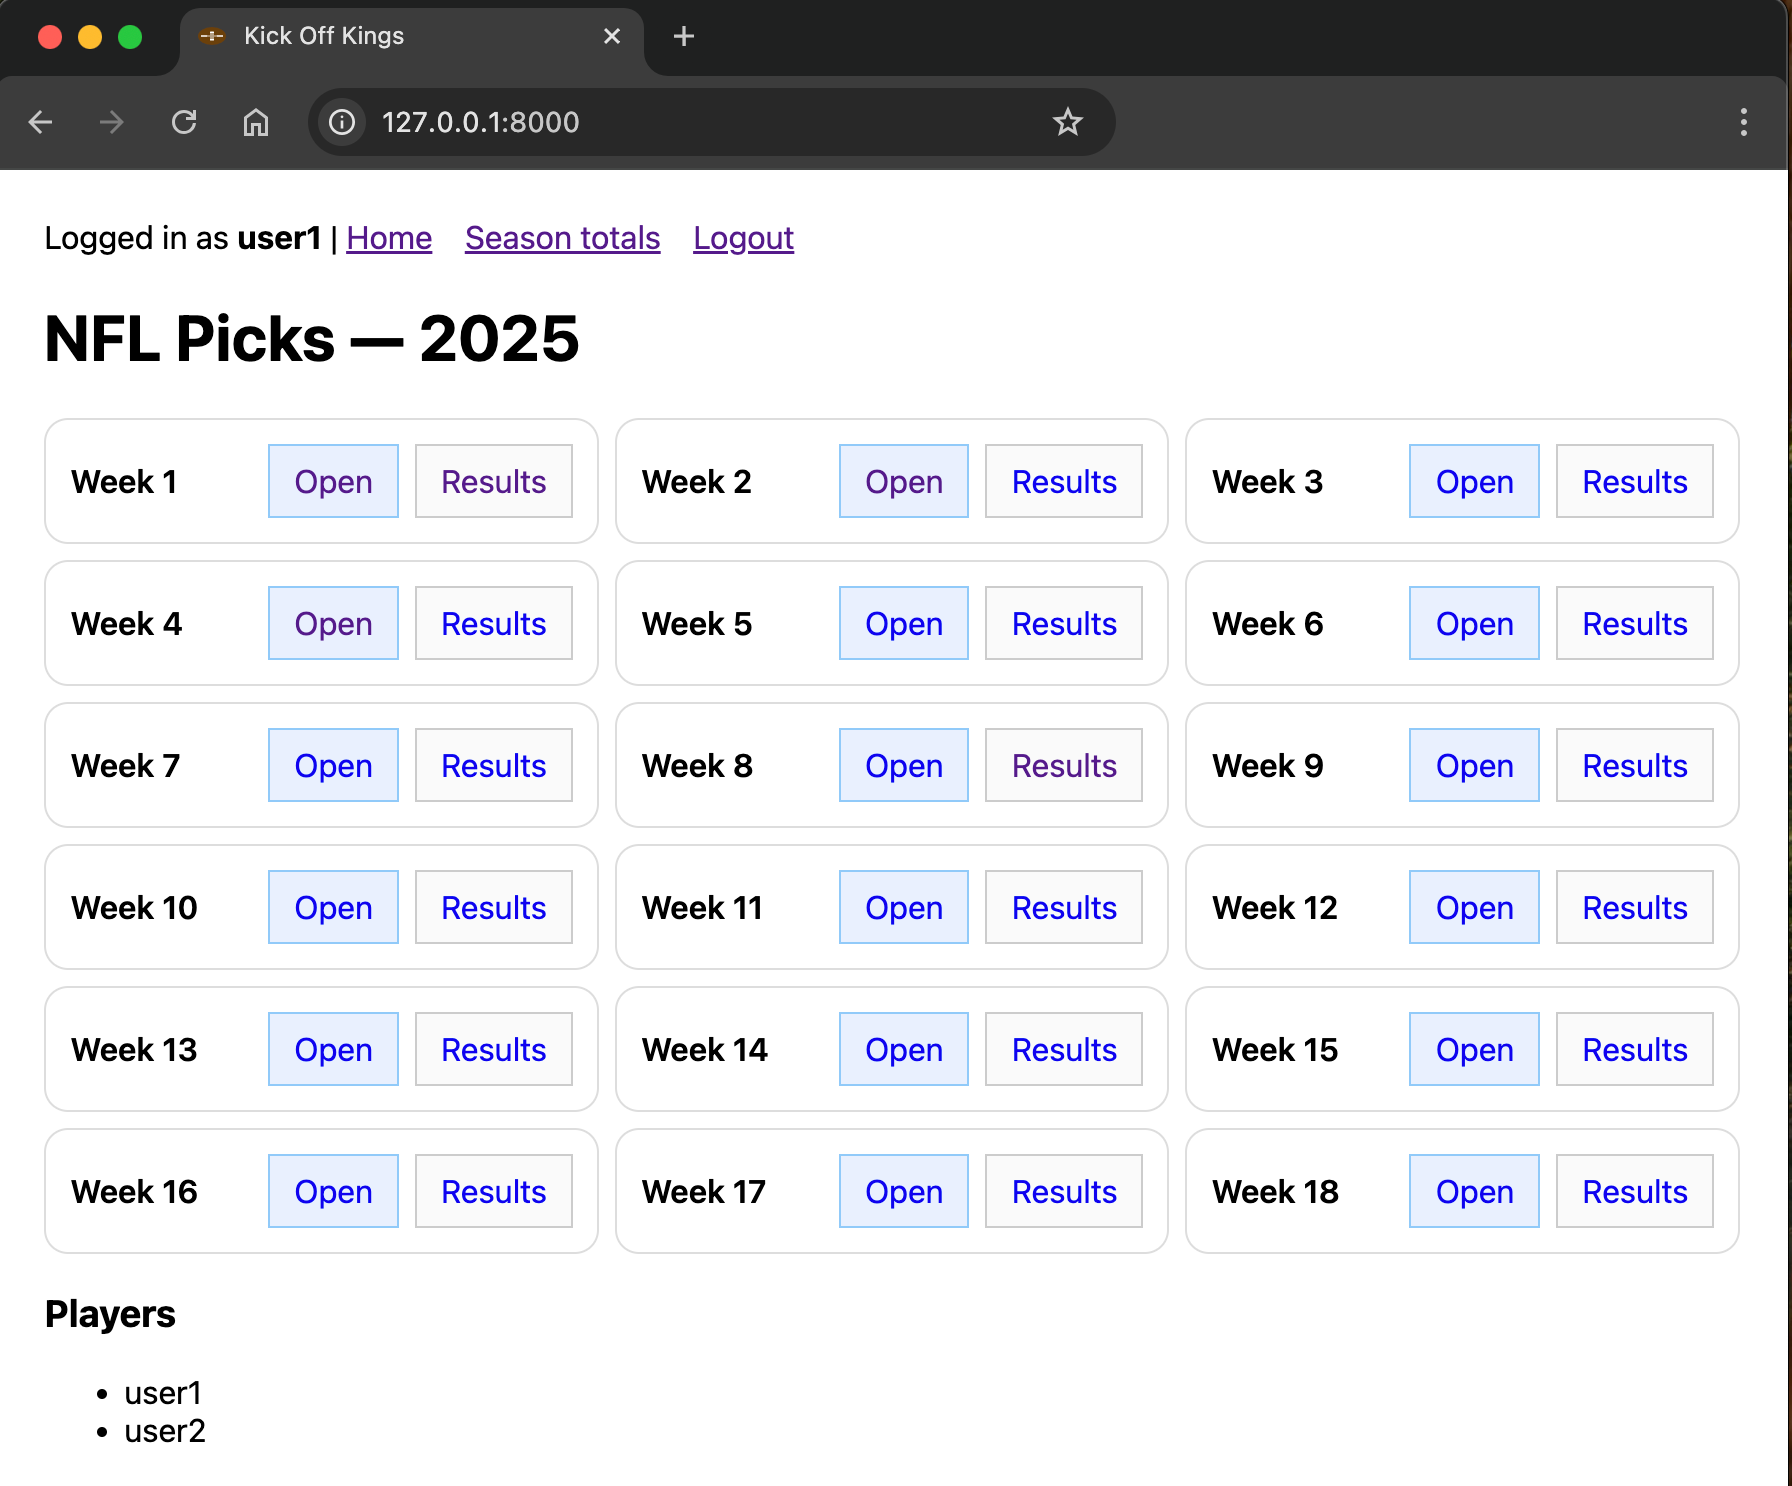 Kick Off Kings
127.0.0.1:8000
Logged in as user1 | Home Season totals Logout
NFL Picks — 2025
Week 1 Open Results Week 2 Open Results Week 3 Open Results
Week 4 Open Results Week 5 Open Results Week 6 Open Results
Week 7 Open Results Week 8 Open Results Week 9 Open Results
Week 10 Open Results Week 11 Open Results Week 12 Open Results
Week 13 Open Results Week 14 Open Results Week 15 Open Results
Week 16 Open Results Week 17 Open Results Week 18 Open Results
Players
• user1
• user2